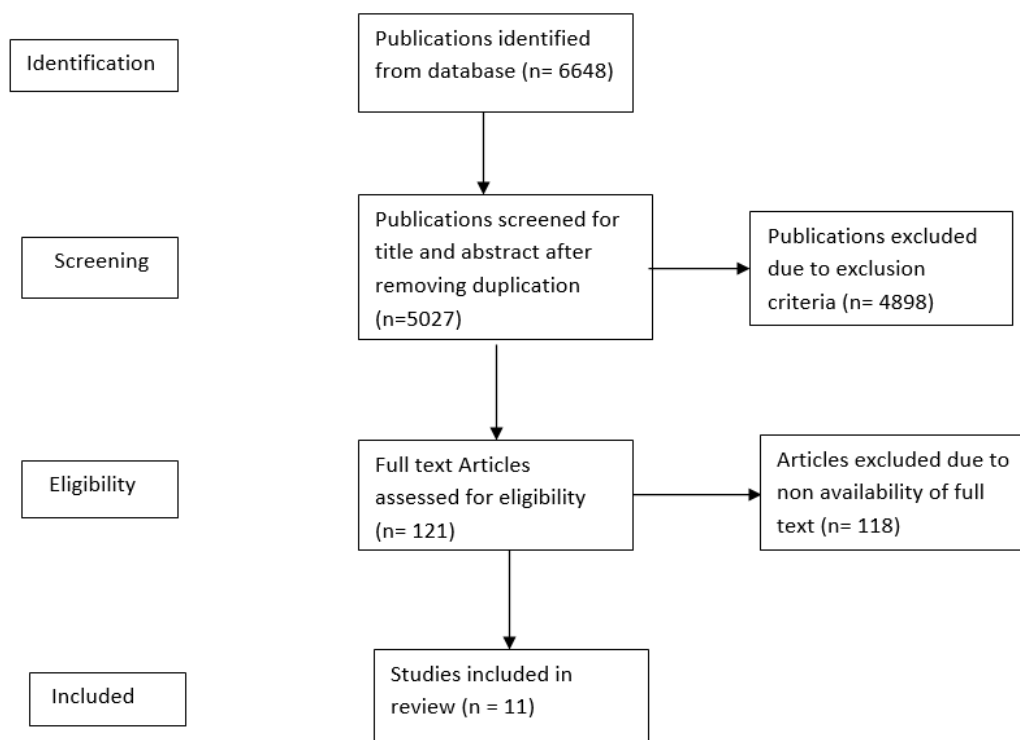 Identification
Publications identified
from database (n= 6648)
Screening
Publications screened for
title and abstract after
removing duplication
(n=5027)
Publications excluded
due to exclusion
criteria (n= 4898)
Eligibility
Full text Articles
assessed for eligibility
(n= 121)
Articles excluded due to
non availability of full
text (n= 118)
Included
Studies included in
review (n = 11)